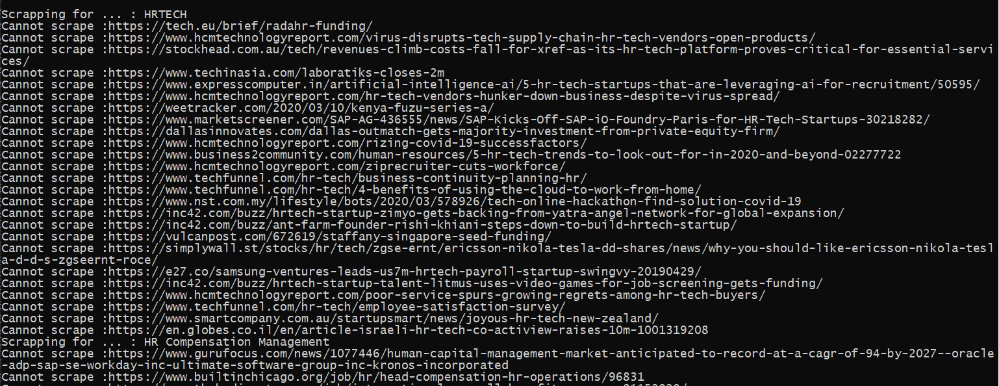 Scrapping for ... : HRTECH
Cannot scrape :https://tech.eu/brief/radahr-funding/
Cannot scrape :https://www.hcmtechnologyreport.com/virus-disrupts-tech-supply-chain-hr-tech-vendors-open-products/
Cannot scrape :https://stockhead.com.au/tech/revenues-climb-costs-fall-for-xref-as-its-hr-tech-platform-proves-critical-for-essential-servi
ces/
Cannot scrape :https://www.techinasia.com/laboratiks-closes-2m
Cannot scrape :https://www.expresscomputer.in/artificial-intelligence-ai/5-hr-tech-startups-that-are-leveraging-ai-for-recruitment/50595/
Cannot scrape :https://www.hcmtechnologyreport.com/hr-tech-vendors-hunker-down-business-despite-virus-spread/
Cannot scrape :https://weetracker.com/2020/03/10/kenya-fuzu-series-a/
Cannot scrape :https://www.marketscreener.com/SAP-AG-436555/news/SAP-Kicks-Off-SAP-iO-Foundry-Paris-for-HR-Tech-Startups-30218282/
Cannot scrape :https://dallasinnovates.com/dallas-outmatch-gets-majority-investment-from-private-equity-firm/
Cannot scrape :https://www.hcmtechnologyreport.com/rizing-covid-19-successfactors/
Cannot scrape :https://www.business2community.com/human-resources/5-hr-tech-trends-to-look-out-for-in-2020-and-beyond-02277722
Cannot scrape :https://www.hcmtechnologyreport.com/ziprecruiter-cuts-workforce/
Cannot scrape :https://www.techfunnel.com/hr-tech/business-continuity-planning-hr/
Cannot scrape :https://www.techfunnel.com/hr-tech/4-benefits-of-using-the-cloud-to-work-from-home/
Cannot scrape :https://www.nst.com.my/lifestyle/bots/2020/03/578926/tech-online-hackathon-find-solution-covid-19
Cannot scrape :https://inc42.com/buzz/hrtech-startup-zimyo-gets-backing-from-yatra-angel-network-for-global-expansion/
Cannot scrape :https://inc42.com/buzz/ant-farm-founder-rishi-khiani-steps-down-to-build-hrtech-startup/
Cannot scrape :https://vulcanpost.com/672619/staffany-singapore-seed-funding/
Cannot scrape :https://simplywall.st/stocks/hr/tech/zgse-ernt/ericsson-nikola-tesla-dd-shares/news/why-you-should-like-ericsson-nikola-tesl
a-d-d-s-zgseernt-roce/
Cannot scrape :https://e27.co/samsung-ventures-leads-us7m-hrtech-payroll-startup-swingvy-20190429/
Cannot scrape :https://inc42.com/buzz/hrtech-startup-talent-litmus-uses-video-games-for-job-screening-gets-funding/
Cannot scrape :https://www.hcmtechnologyreport.com/poor-service-spurs-growing-regrets-among-hr-tech-buyers/
Cannot scrape :https://www.techfunnel.com/hr-tech/employee-satisfaction-survey/
Cannot scrape :https://www.smartcompany.com.au/startupsmart/news/joyous-hr-tech-new-zealand/
Cannot scrape :https://en.globes.co.il/en/article-israeli-hr-tech-co-actiview-raises-10m-1001319208
Scrapping for ... : HR Compensation Management
Cannot scrape :https://www.gurufocus.com/news/1077446/human-capital-management-market-anticipated-to-record-at-a-cagr-of-94-by-2027--oracle
-adp-sap-se-workday-inc-ultimate-software-group-inc-kronos-incorporated
Cannot scrape :https://www.builtinchicago.org/job/hr/head-compensation-hr-operations/96831